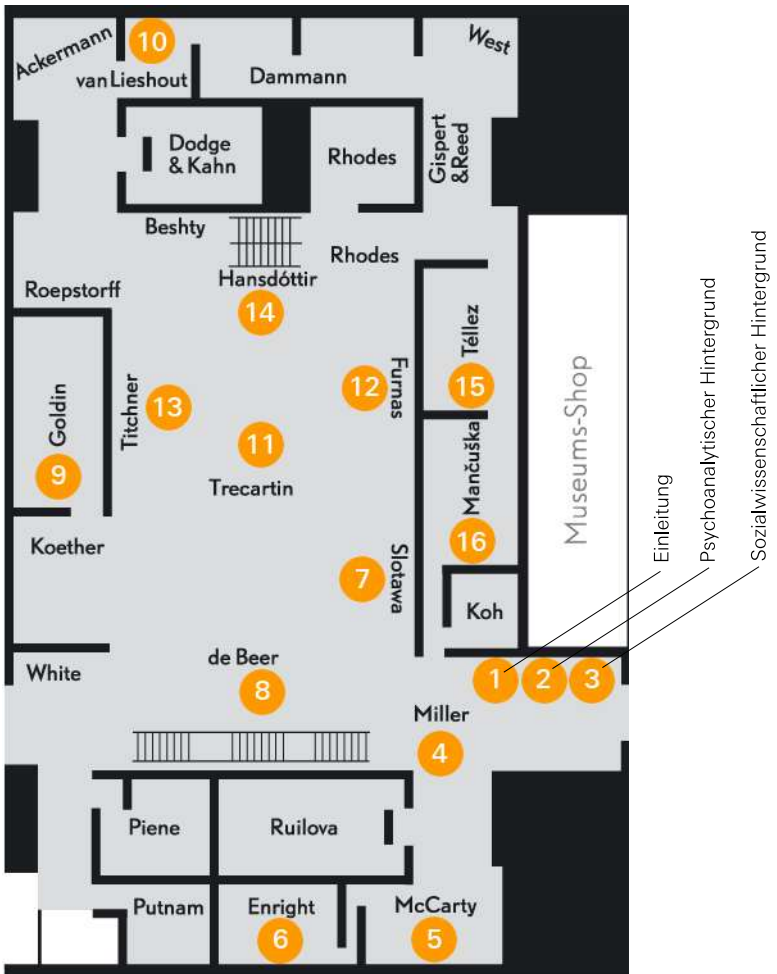 Ackermann
10
van Lieshout
Dammann
West
Dodge
& Kahn
Rhodes
Gispert
&Reed
Beshty
Hansdóttir
14
Rhodes
Roepstorff
Téllez
15
Furnas
12
Titchner
13
Goldin
9
11
Trecartin
Mančuška
16
Museums-Shop
Koether
7
Slotawa
Koh
White
de Beer
8
1
2
3
Einleitung
Psychoanalytischer Hintergrund
Sozialwissenschaftlicher Hintergrund
Miller
4
Piene
Ruilova
Putnam
Enright
6
McCarty
5